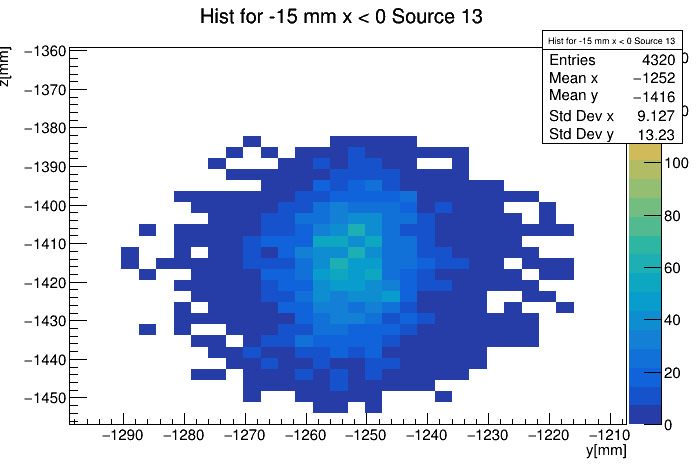 Hist for -15 mm x < 0 Source 13
Hist for -15 mm x < 0 Source 13
Entries 4320
Mean x −1252
Mean y −1416
Std Dev x 9.127
Std Dev y 13.23
z[mm]
−1360
−1370
−1380
−1390
−1400
−1410
−1420
−1430
−1440
−1450
−1290 −1280 −1270 −1260 −1250 −1240 −1230 −1220 −1210
y[mm]
100
80
60
40
20
0